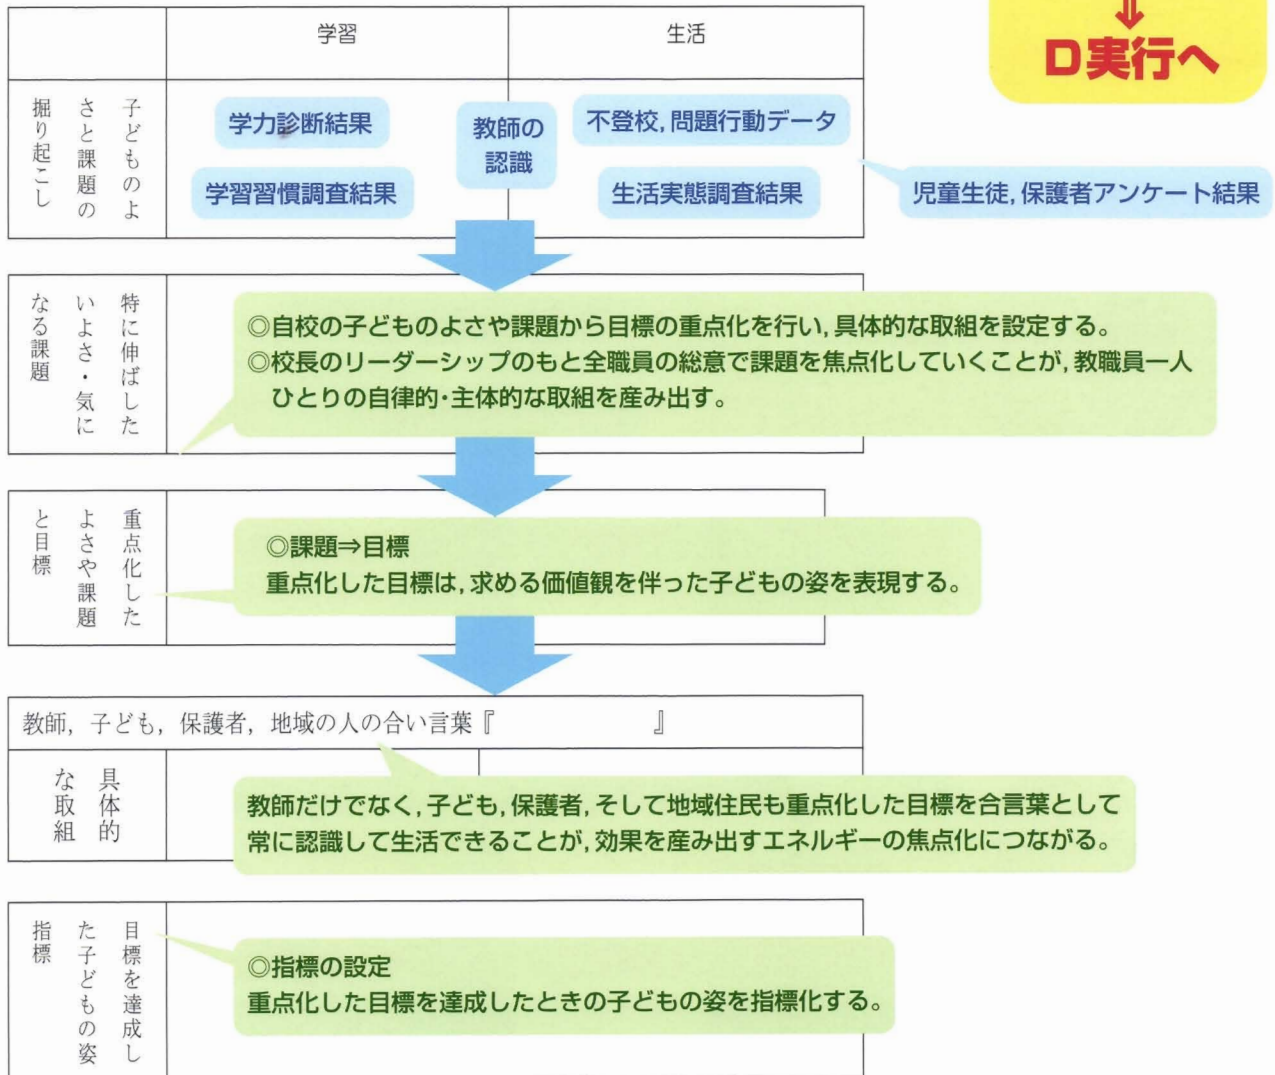 ⇓
D実行へ
学習
生活
子どものよ
さと課題の
掘り起こし
学力診断結果
学習習慣調査結果
教師の
認識
不登校,問題行動データ
生活実態調査結果
児童生徒,保護者アンケート結果
特に伸ばした
いよさ・気に
なる課題
◎自校の子どものよさや課題から目標の重点化を行い,具体的な取組を設定する。
◎校長のリーダーシップのもと全職員の総意で課題を焦点化していくことが,教職員一人
ひとりの自律的・主体的な取組を産み出す。
重点化した
よさや課題
と目標
◎課題⇒目標
重点化した目標は,求める価値観を伴った子どもの姿を表現する。
教師,子ども,保護者,地域の人の合い言葉『　　　　　　　』
具体的
な取組
教師だけでなく,子ども,保護者,そして地域住民も重点化した目標を合言葉として
常に認識して生活できることが,効果を産み出すエネルギーの焦点化につながる。
目標を達成し
た子どもの姿
指標
◎指標の設定
重点化した目標を達成したときの子どもの姿を指標化する。